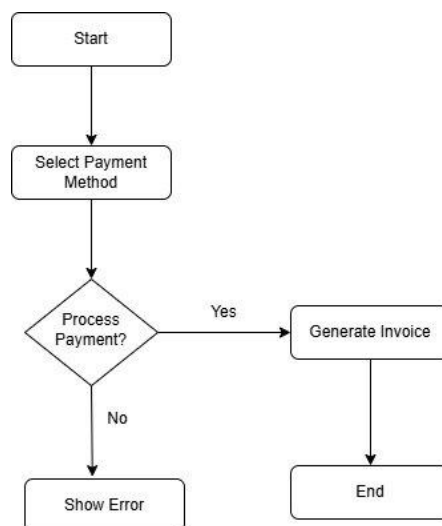 Start
Select Payment
Method
Process
Payment?
Yes
Generate Invoice
No
Show Error
End